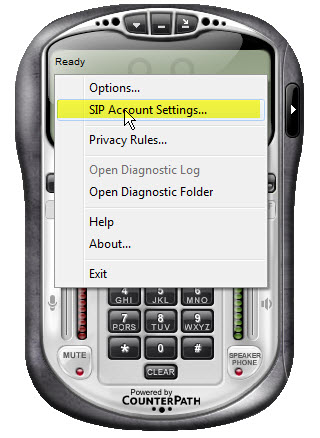 Ready
Options...
SIP Account Settings...
Privacy Rules...
Open Diagnostic Log
Open Diagnostic Folder
Help
About...
Exit
4 5 6
GHI JKL MNO
7 8 9
PQRS TUV WXYZ
* 0 #
MUTE
SPEAKER
PHONE
CLEAR
Powered by
COUNTERPATH